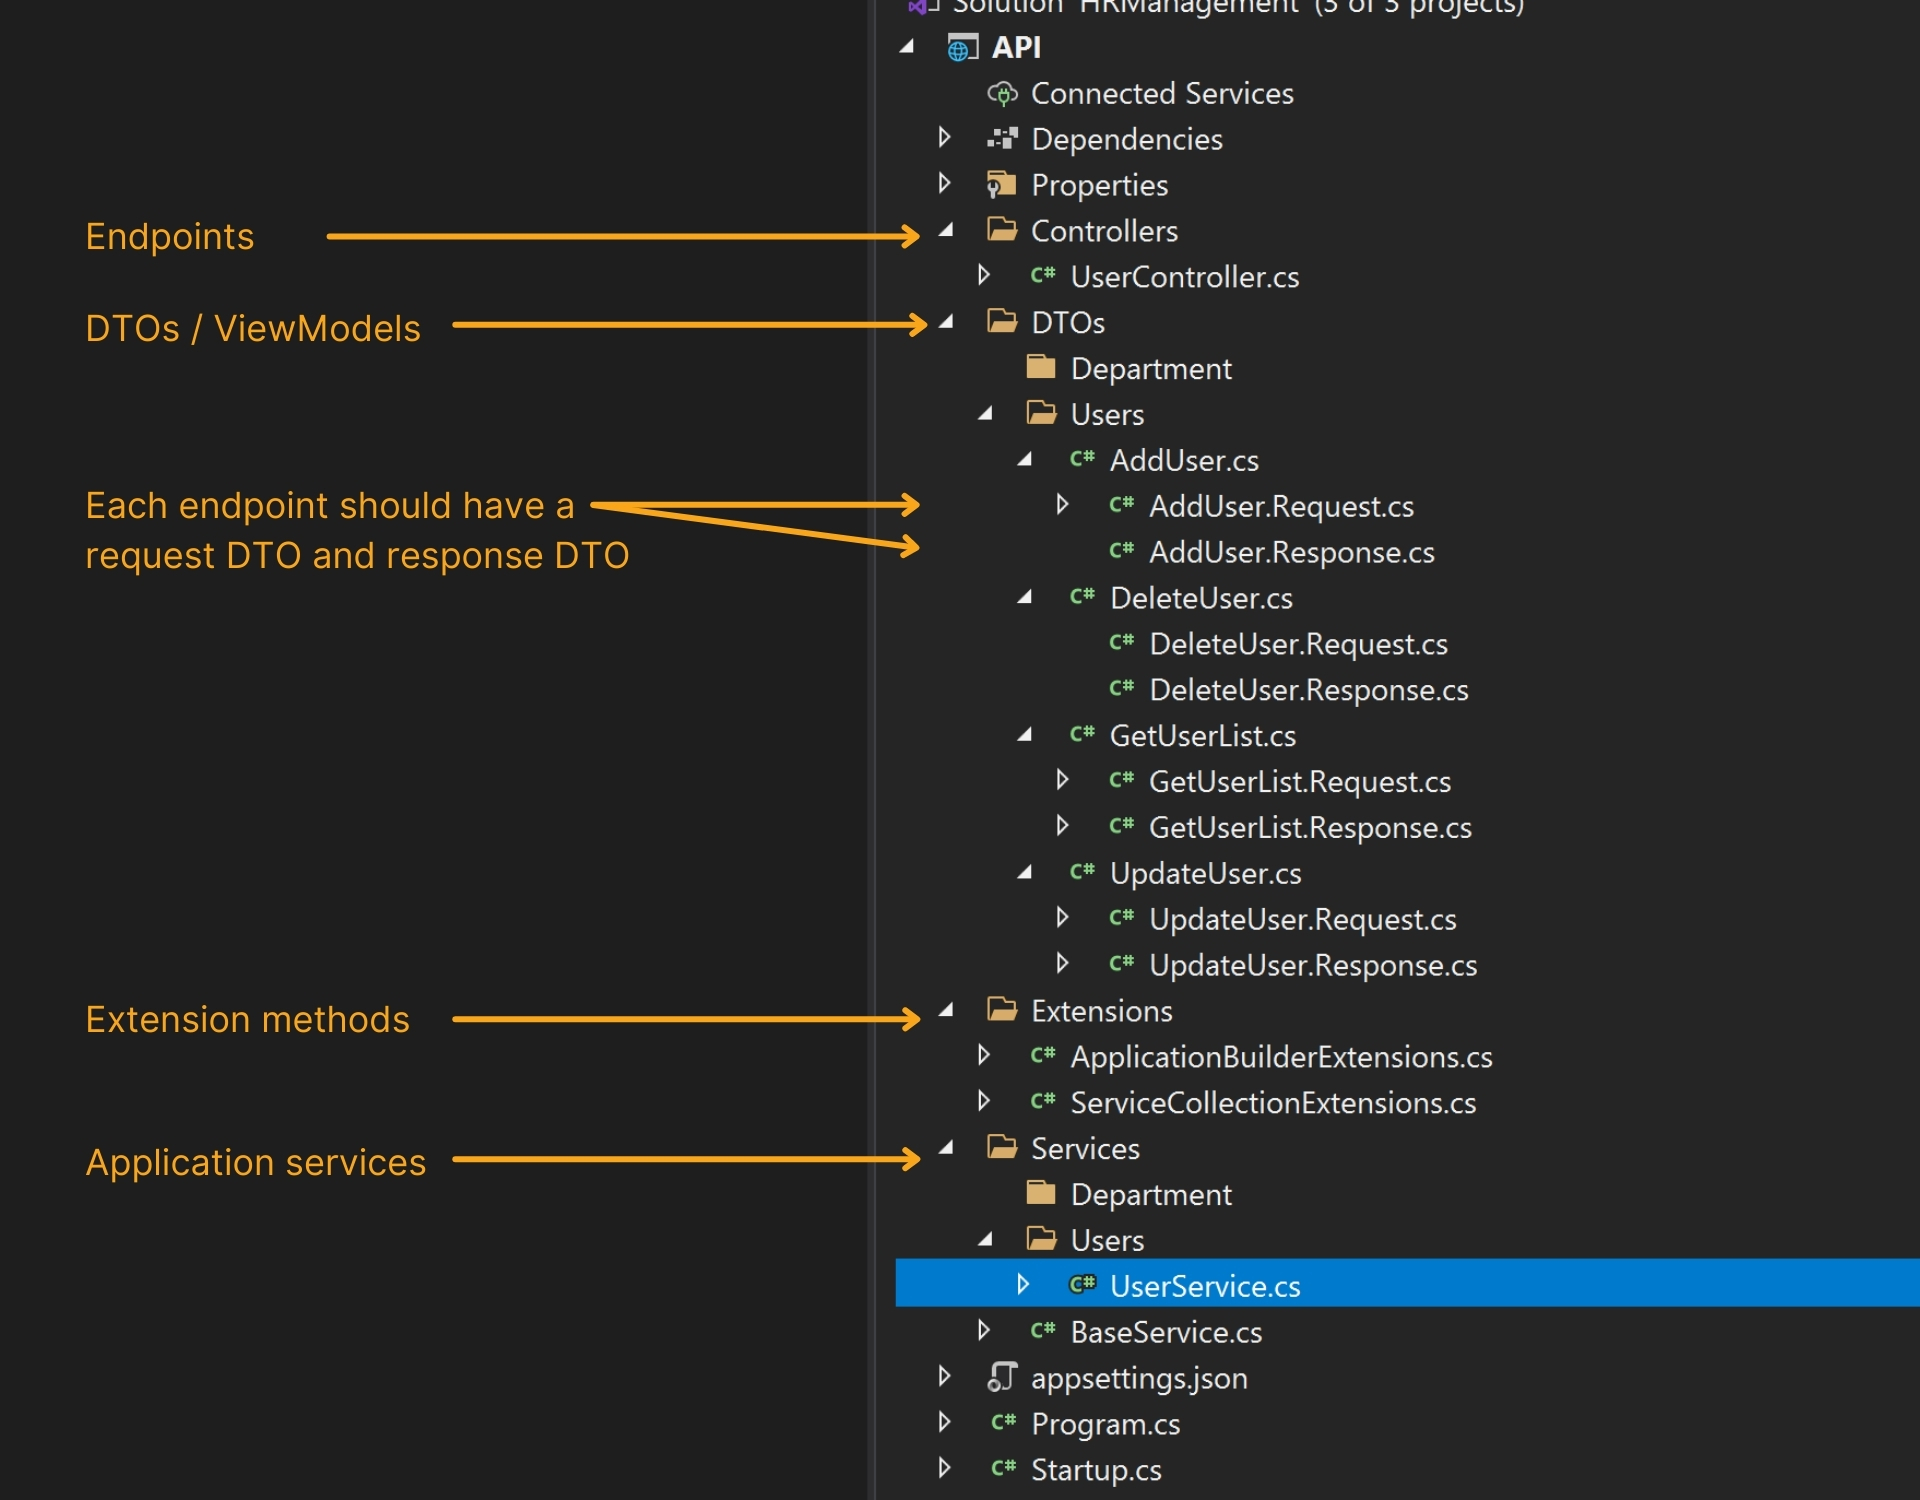 Solution 'HRManagement' (3 of 3 projects)
API
Connected Services
Dependencies
Properties
Endpoints
Controllers
C# UserController.cs
DTOs / ViewModels
DTOs
Department
Users
C# AddUser.cs
Each endpoint should have a
request DTO and response DTO
C# AddUser.Request.cs
C# AddUser.Response.cs
C# DeleteUser.cs
C# DeleteUser.Request.cs
C# DeleteUser.Response.cs
C# GetUserList.cs
C# GetUserList.Request.cs
C# GetUserList.Response.cs
C# UpdateUser.cs
C# UpdateUser.Request.cs
C# UpdateUser.Response.cs
Extension methods
Extensions
C# ApplicationBuilderExtensions.cs
C# ServiceCollectionExtensions.cs
Application services
Services
Department
Users
C# UserService.cs
C# BaseService.cs
appsettings.json
C# Program.cs
C# Startup.cs